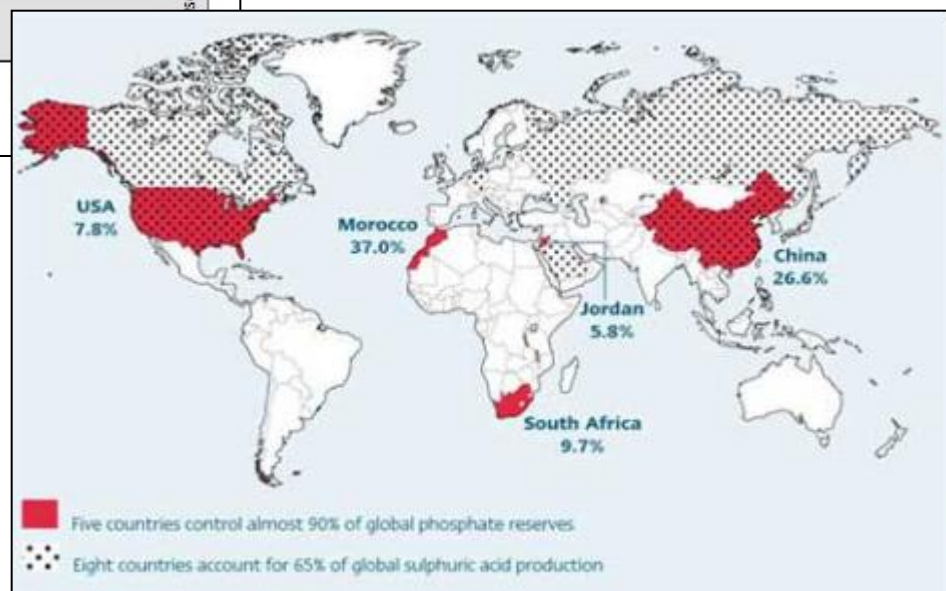 USA
7.8%
Morocco
37.0%
China
26.6%
Jordan
5.8%
South Africa
9.7%
Five countries control almost 90% of global phosphate reserves
Eight countries account for 65% of global sulphuric acid production